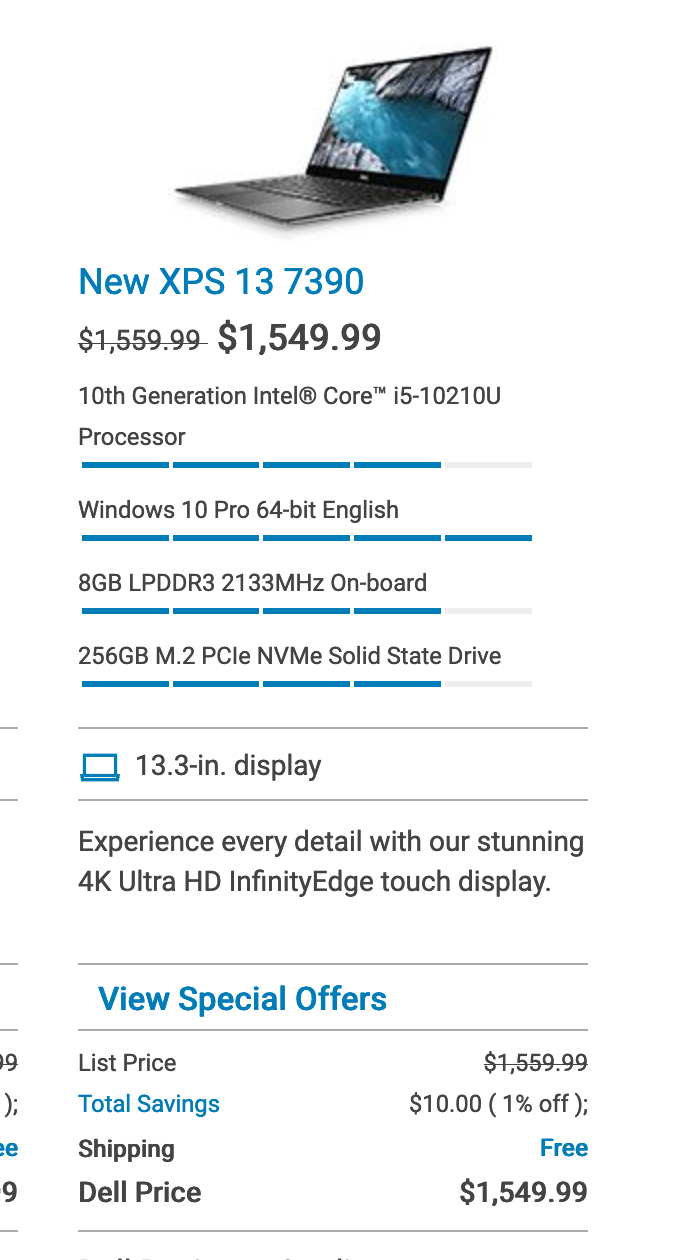 New XPS 13 7390
$1,559.99 $1,549.99
10th Generation Intel® Core™ i5-10210U
Processor
Windows 10 Pro 64-bit English
8GB LPDDR3 2133MHz On-board
256GB M.2 PCIe NVMe Solid State Drive
13.3-in. display
Experience every detail with our stunning
4K Ultra HD InfinityEdge touch display.
View Special Offers
99 List Price $1,559.99
); Total Savings $10.00 ( 1% off );
ee Shipping Free
9 Dell Price $1,549.99